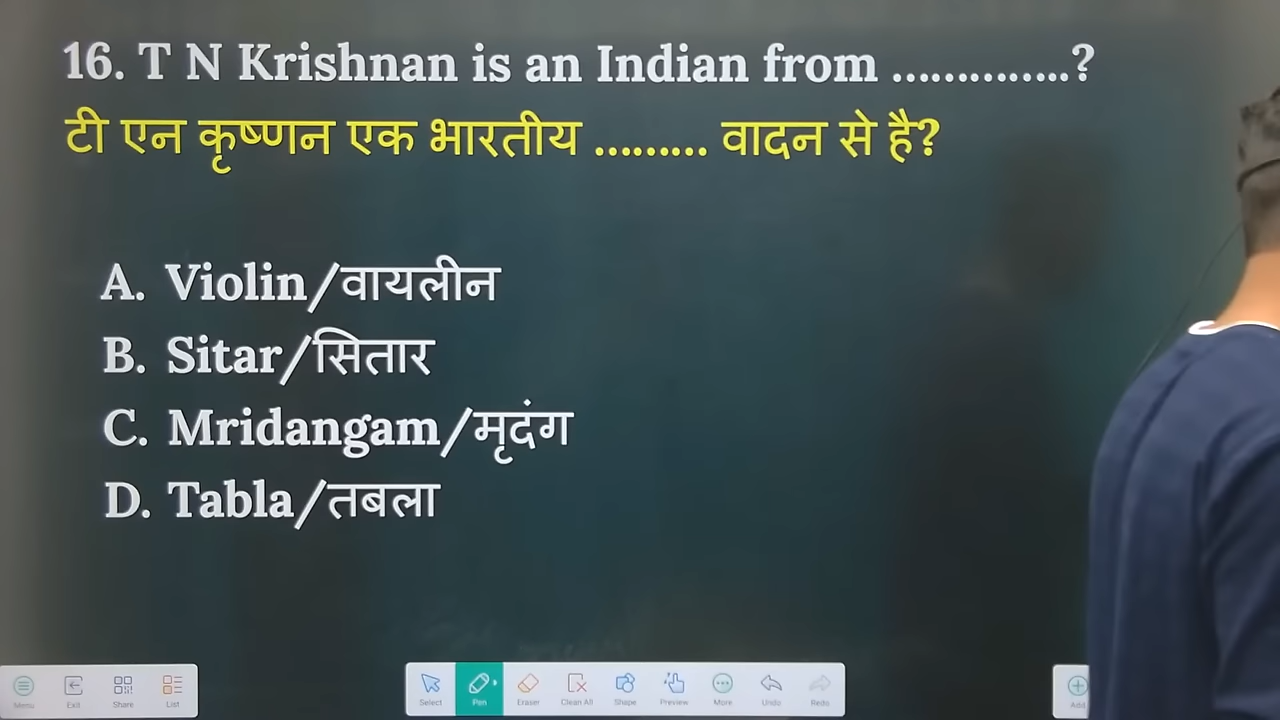 16. T N Krishnan is an Indian from ..............?
टी एन कृष्णन एक भारतीय ......... वादन से है?
A. Violin/वायलीन
B. Sitar/सितार
C. Mridangam/मृदंग
D. Tabla/तबला
Menu Exit Share List Select Pen Eraser Clean All Shape Preview More Undo Redo Add